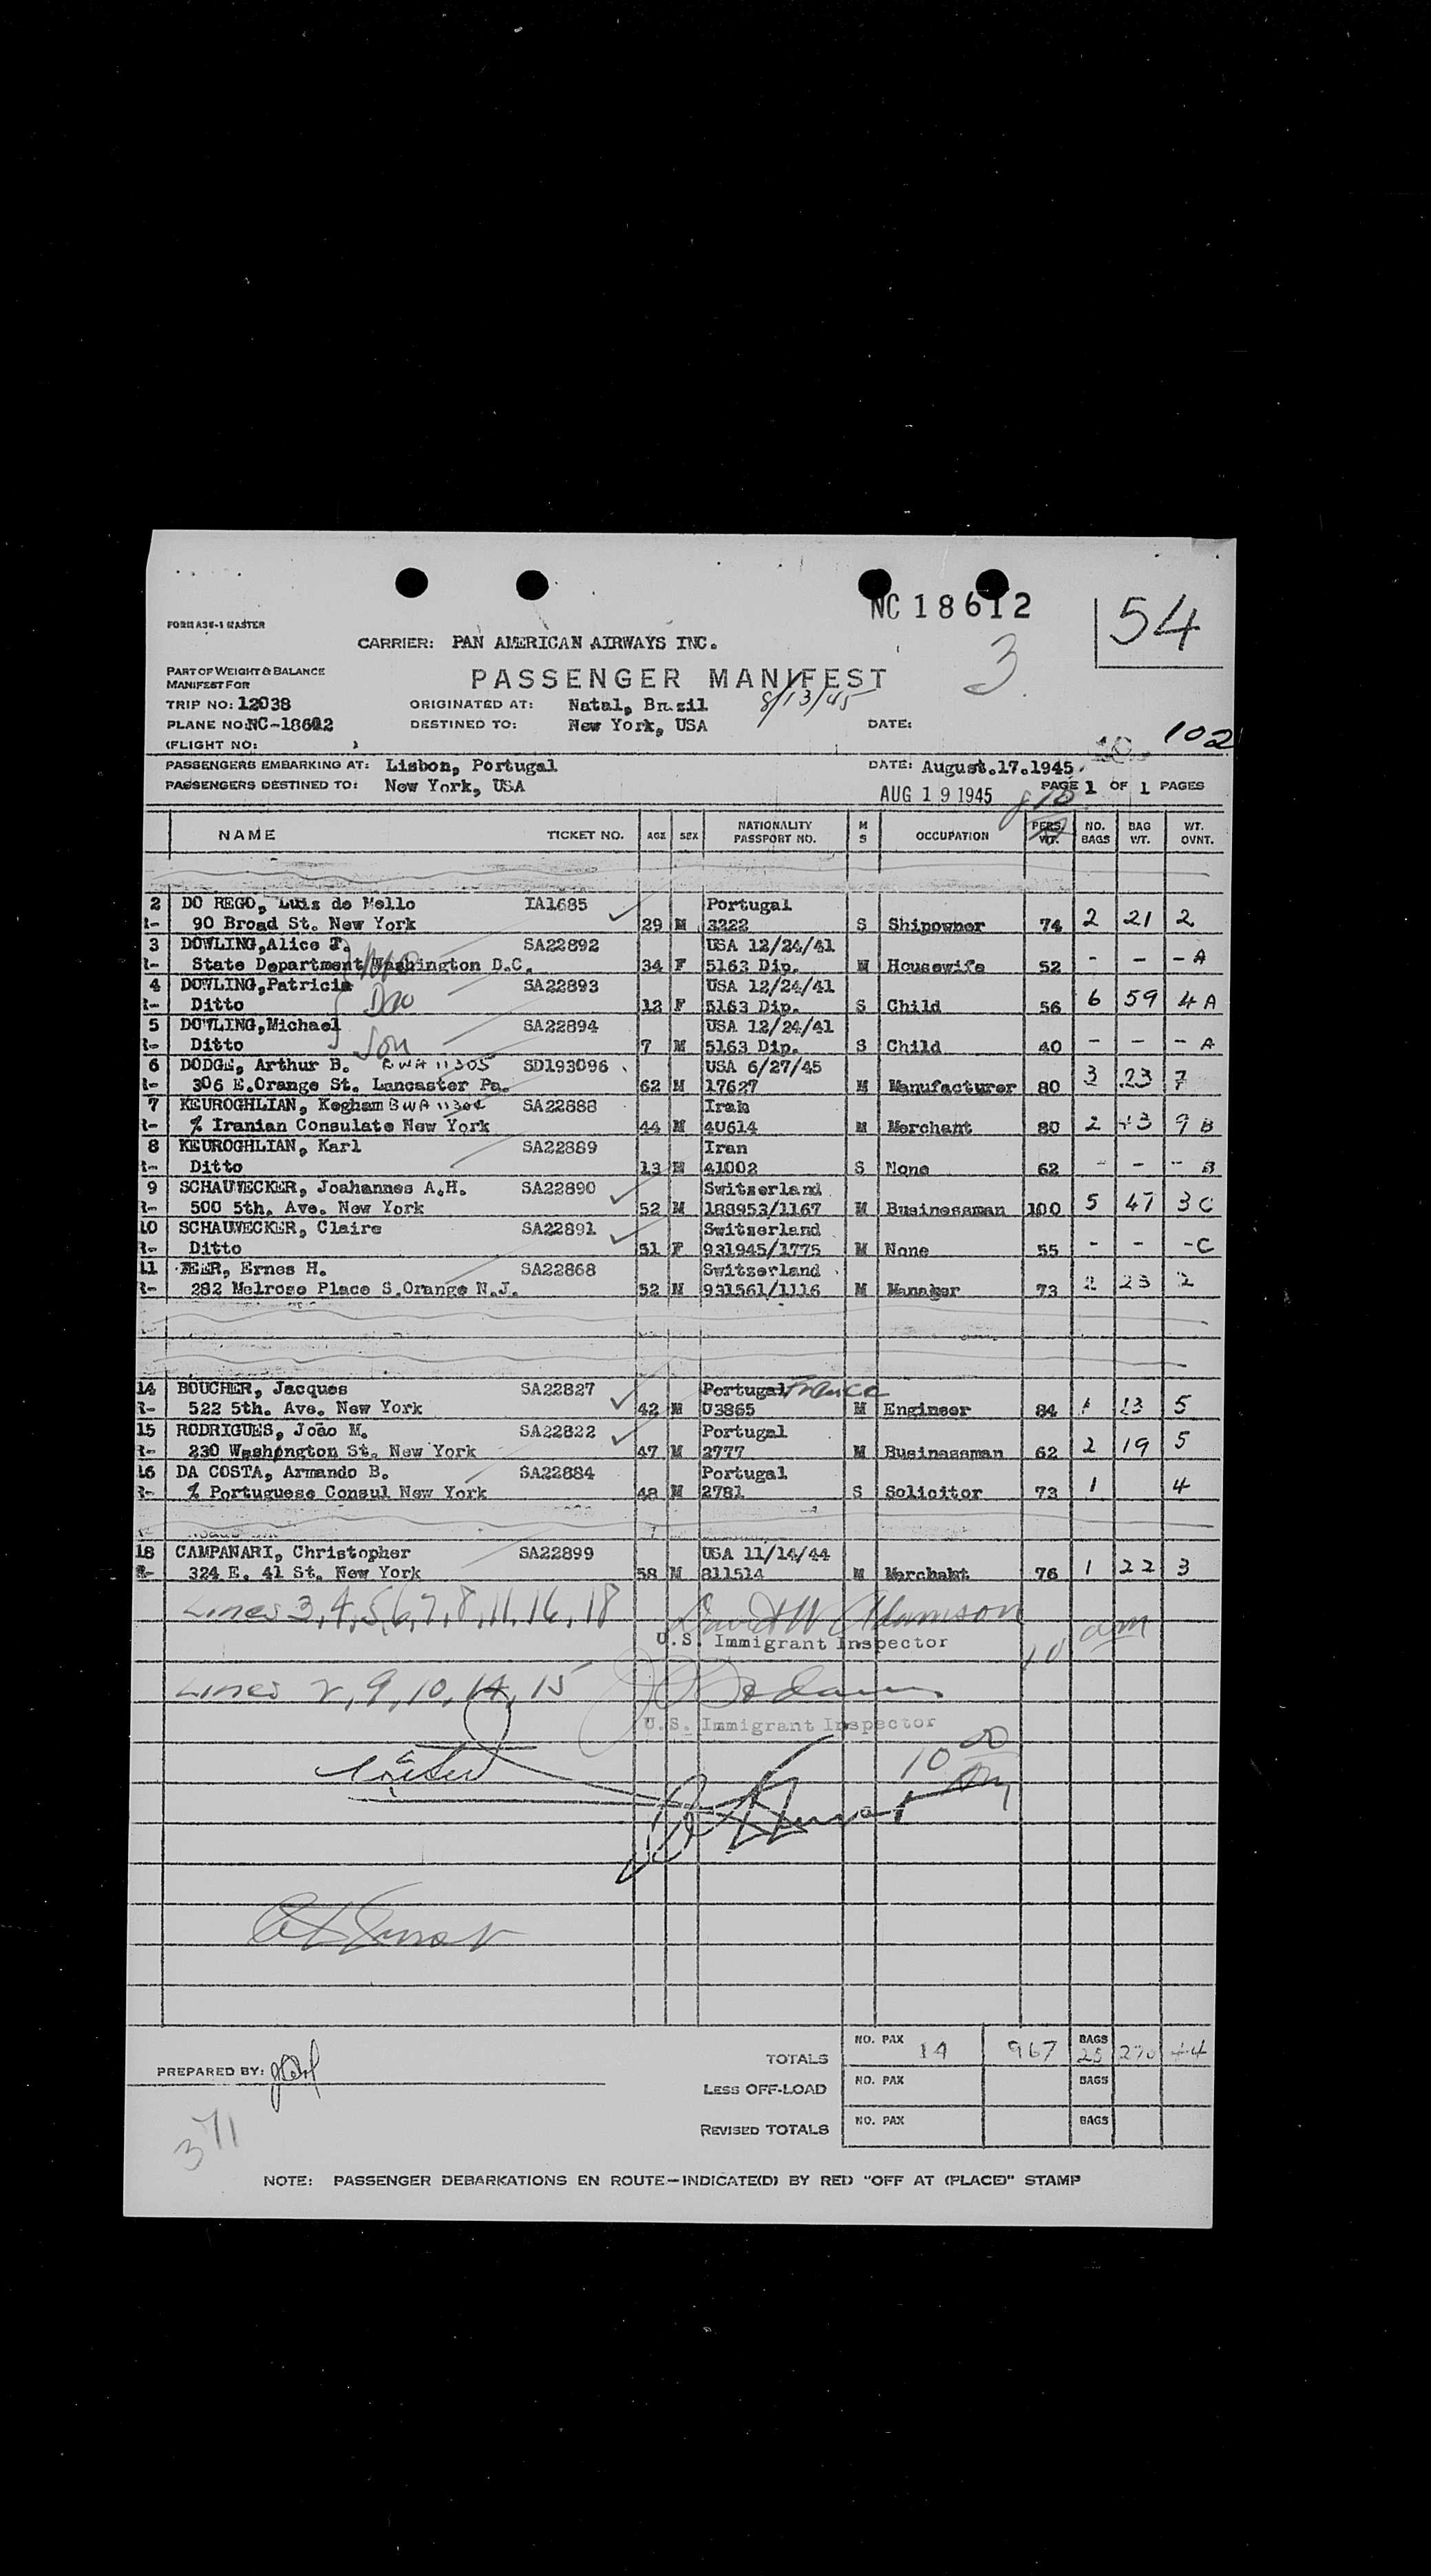 NC 18612
54
FORM A36-1 MASTER
CARRIER: PAN AMERICAN AIRWAYS INC.
3
PART OF WEIGHT & BALANCE
MANIFEST FOR
PASSENGER MANIFEST
8/13/45
TRIP NO: 12038 ORIGINATED AT: Natal, Brazil
PLANE NO: NC-18612 DESTINED TO: New York, USA DATE:
(FLIGHT NO: )
102
PASSENGERS EMBARKING AT: Lisbon, Portugal DATE: August.17.1945
PASSENGERS DESTINED TO: New York, USA PAGE 1 OF 1 PAGES
AUG 19 1945
NAME TICKET NO. AGE SEX NATIONALITY PASSPORT NO. M S OCCUPATION PERS. WT. NO. BAGS BAG WT. WT. OVNT.
2 DO REGO, Luis de Mello IA1685 Portugal
R- 90 Broad St. New York 29 M 3222 S Shipowner 74 2 21 2
3 DOWLING,Alice J. SA22892 USA 12/24/41
R- State Department Washington D.C. 34 F 5163 Dip. M Housewife 52 - - - A
4 DOWLING,Patricia SA22893 USA 12/24/41
R- Ditto Dau 12 F 5163 Dip. S Child 56 6 59 4 A
5 DOWLING,Michael SA22894 USA 12/24/41
R- Ditto Son 7 M 5163 Dip. S Child 40 - - - A
6 DODGE, Arthur B. BWA 11305 SD193096 USA 6/27/45
R- 306 E.Orange St. Lancaster Pa. 62 M 17627 M Manufacturer 80 3 23 7
7 KEUROGHLIAN, Kegham BWA 11304 SA22888 Iran
R- % Iranian Consulate New York 44 M 40614 M Merchant 80 2 43 9 B
8 KEUROGHLIAN, Karl SA22889 Iran
R- Ditto 13 M 41002 S None 62 - - - B
9 SCHAUWECKER, Joahannes A.H. SA22890 Switzerland
R- 500 5th. Ave. New York 52 M 188953/1167 M Businessman 100 5 47 3 C
10 SCHAUWECKER, Claire SA22891 Switzerland
R- Ditto 51 F 931945/1775 M None 55 - - - C
11 BEER, Ernes H. SA22868 Switzerland
R- 282 Melrose Place S.Orange N.J. 52 M 931561/1116 M Manager 73 2 23 2
14 BOUCHER, Jacques SA22827 Portugal France
R- 522 5th. Ave. New York 42 M 03865 M Engineer 84 1 13 5
15 RODRIGUES, João M. SA22822 Portugal
R- 230 Washpngton St. New York 47 M 2777 M Businessman 62 2 19 5
16 DA COSTA, Armando B. SA22884 Portugal
R- % Portuguese Consul New York 48 M 2781 S Solicitor 73 1 4
18 CAMPANARI, Christopher SA22899 USA 11/14/44
R- 324 E. 41 St. New York 58 M 811514 M Merchant 76 1 22 3
Lines 3,4,5,6,7,8,11,16,18 David W Adamson
U.S. Immigrant Inspector 10 am
Lines 2,9,10,14,15
U.S. Immigrant Inspector
10 00
TOTALS NO. PAX 14 967 BAGS 25 270 44
PREPARED BY:
LESS OFF-LOAD NO. PAX BAGS
REVISED TOTALS NO. PAX BAGS
371
NOTE: PASSENGER DEBARKATIONS EN ROUTE—INDICATE(D) BY RED "OFF AT (PLACE)" STAMP